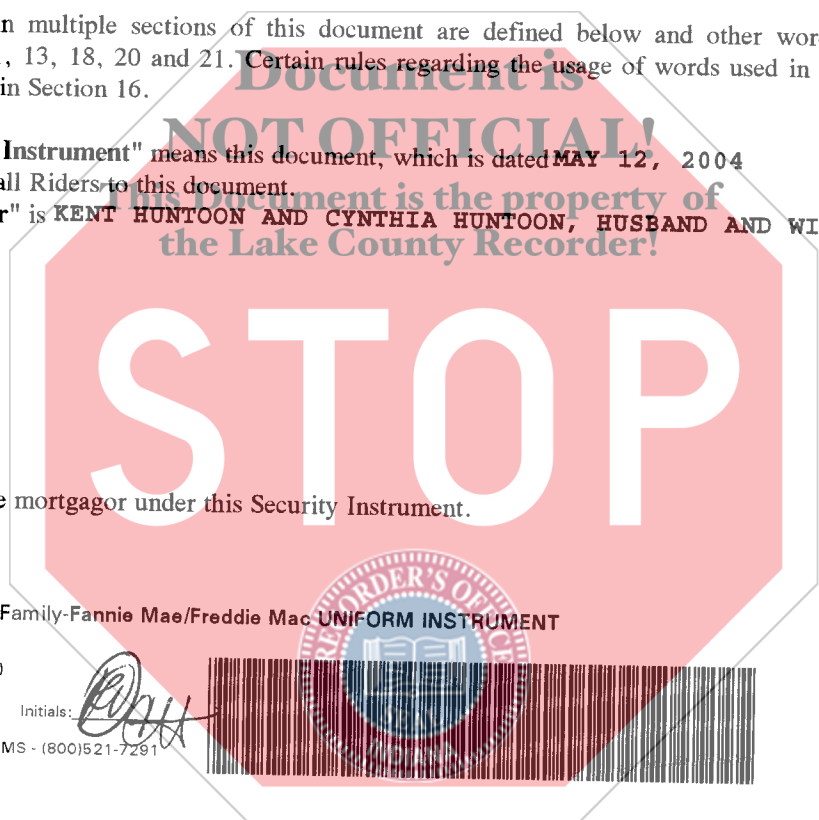 n multiple sections of this document are defined below and other wor
, 13, 18, 20 and 21. Certain rules regarding the usage of words used in
in Section 16.
Document is
NOT OFFICIAL!
Instrument" means this document, which is dated MAY 12, 2004
all Riders to this document.
This Document is the property of
r" is KENT HUNTOON AND CYNTHIA HUNTOON, HUSBAND AND WI
the Lake County Recorder!
STOP
e mortgagor under this Security Instrument.
RECORDER'S OFFICE
Family-Fannie Mae/Freddie Mac UNIFORM INSTRUMENT
Initials:
SEAL
MS - (800)521-7291
INDIANA